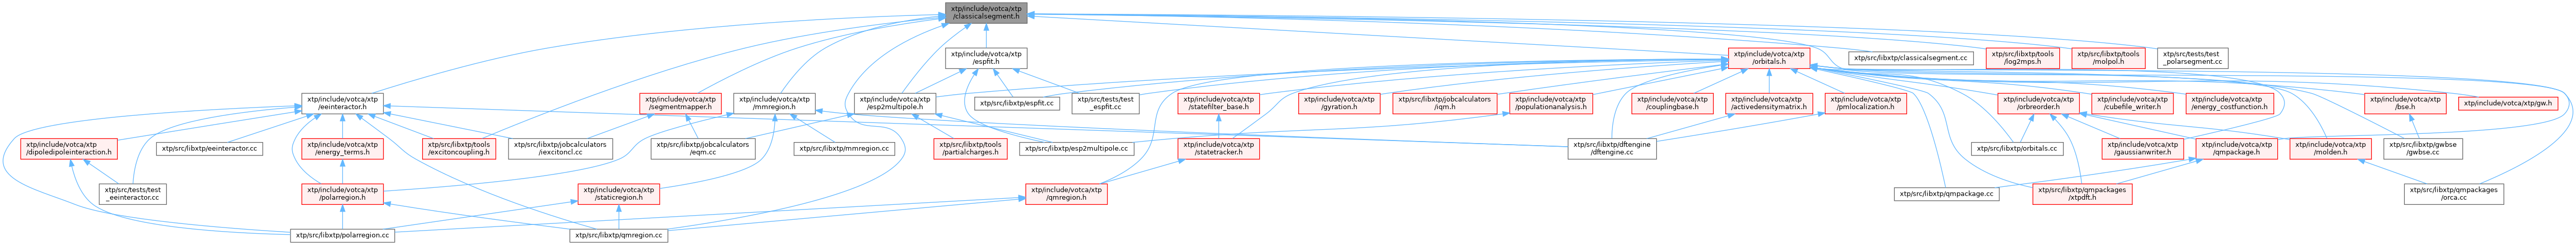 xtp/include/votca/xtp
/classicalsegment.h
xtp/include/votca/xtp
/espfit.h
xtp/include/votca/xtp
/orbitals.h
xtp/src/libxtp/classicalsegment.cc
xtp/src/libxtp/tools
/log2mps.h
xtp/src/libxtp/tools
/molpol.h
xtp/src/tests/test
_polarsegment.cc
xtp/include/votca/xtp
/eeinteractor.h
xtp/include/votca/xtp
/segmentmapper.h
xtp/include/votca/xtp
/mmregion.h
xtp/include/votca/xtp
/esp2multipole.h
xtp/src/libxtp/espfit.cc
xtp/src/tests/test
_espfit.cc
xtp/include/votca/xtp
/statefilter_base.h
xtp/include/votca/xtp
/gyration.h
xtp/src/libxtp/jobcalculators
/iqm.h
xtp/include/votca/xtp
/populationanalysis.h
xtp/include/votca/xtp
/couplingbase.h
xtp/include/votca/xtp
/activedensitymatrix.h
xtp/include/votca/xtp
/pmlocalization.h
xtp/include/votca/xtp
/orbreorder.h
xtp/include/votca/xtp
/cubefile_writer.h
xtp/include/votca/xtp
/energy_costfunction.h
xtp/include/votca/xtp
/bse.h
xtp/include/votca/xtp/gw.h
xtp/include/votca/xtp
/dipoledipoleinteraction.h
xtp/src/libxtp/eeinteractor.cc
xtp/include/votca/xtp
/energy_terms.h
xtp/src/libxtp/tools
/excitoncoupling.h
xtp/src/libxtp/jobcalculators
/iexcitoncl.cc
xtp/src/libxtp/jobcalculators
/eqm.cc
xtp/src/libxtp/mmregion.cc
xtp/src/libxtp/tools
/partialcharges.h
xtp/src/libxtp/esp2multipole.cc
xtp/include/votca/xtp
/statetracker.h
xtp/src/libxtp/dftengine
/dftengine.cc
xtp/src/libxtp/orbitals.cc
xtp/include/votca/xtp
/gaussianwriter.h
xtp/include/votca/xtp
/qmpackage.h
xtp/include/votca/xtp
/molden.h
xtp/src/libxtp/gwbse
/gwbse.cc
xtp/src/tests/test
_eeinteractor.cc
xtp/include/votca/xtp
/polarregion.h
xtp/include/votca/xtp
/staticregion.h
xtp/include/votca/xtp
/qmregion.h
xtp/src/libxtp/qmpackage.cc
xtp/src/libxtp/qmpackages
/xtpdft.h
xtp/src/libxtp/qmpackages
/orca.cc
xtp/src/libxtp/polarregion.cc
xtp/src/libxtp/qmregion.cc